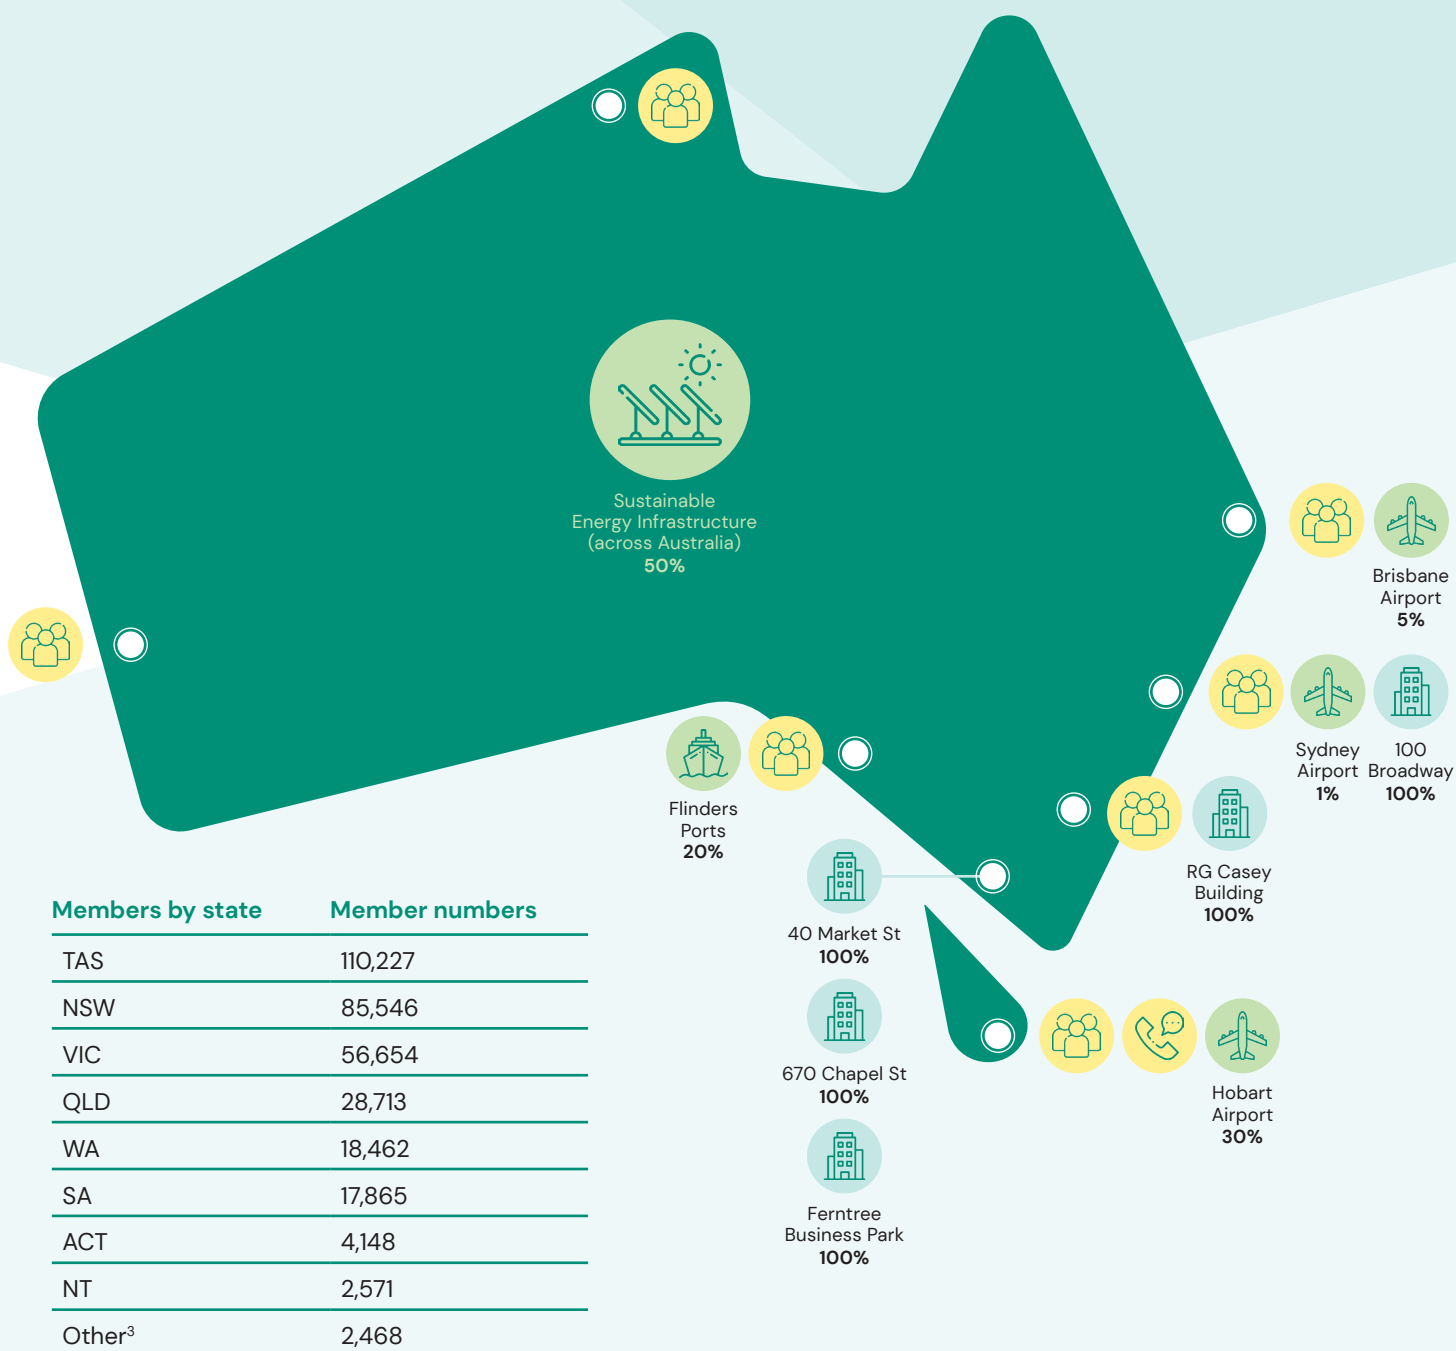 Sustainable
Energy Infrastructure
(across Australia)
50%
Brisbane
Airport
5%
Sydney
Airport
1%
100
Broadway
100%
Flinders
Ports
20%
RG Casey
Building
100%
40 Market St
100%
670 Chapel St
100%
Ferntree
Business Park
100%
Hobart
Airport
30%
Members by state Member numbers
TAS 110,227
NSW 85,546
VIC 56,654
QLD 28,713
WA 18,462
SA 17,865
ACT 4,148
NT 2,571
Other³ 2,468